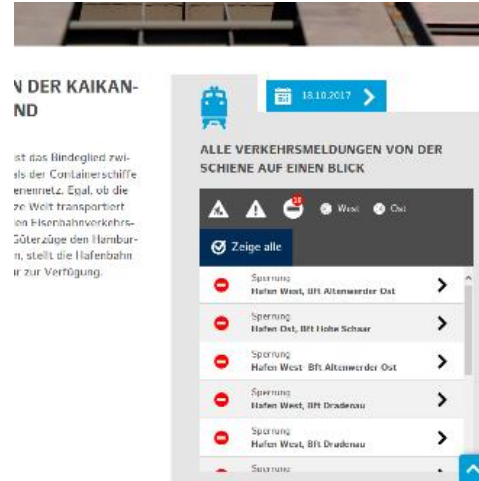 N DER KAIKAN-
ND
ist das Bindeglied zwi-
als der Containerschiffe
enennetz. Egal, ob die
ze Welt transportiert
en Eisenbahnverkehrs-
Güterzüge den Hambur-
n, stellt die Hafenbahn
ur zur Verfügung.
18.10.2017
ALLE VERKEHRSMELDUNGEN VON DER
SCHIENE AUF EINEN BLICK
West Ost
Zeige alle
Sperrung
Hafen West, Bft Altenwerder Ost
Sperrung
Hafen Ost, Bft Hohe Schaar
Sperrung
Hafen West- Bft Altenwerder Ost
Sperrung
Hafen West, Bft Dradenau
Sperrung
Hafen West, Bft Dradenau
Sperrung